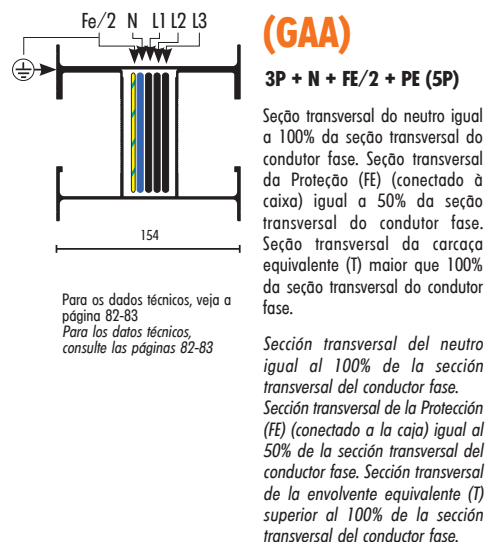 Fe/2 N L1 L2 L3
154
Para os dados técnicos, veja a
página 82-83
Para los datos técnicos,
consulte las páginas 82-83
(GAA)
3P + N + FE/2 + PE (5P)
Seção transversal do neutro igual
a 100% da seção transversal do
condutor fase. Seção transversal
da Proteção (FE) (conectado à
caixa) igual a 50% da seção
transversal do condutor fase.
Seção transversal da carcaça
equivalente (T) maior que 100%
da seção transversal do condutor
fase.
Sección transversal del neutro
igual al 100% de la sección
transversal del conductor fase.
Sección transversal de la Protección
(FE) (conectado a la caja) igual al
50% de la sección transversal del
conductor fase. Sección transversal
de la envolvente equivalente (T)
superior al 100% de la sección
transversal del conductor fase.